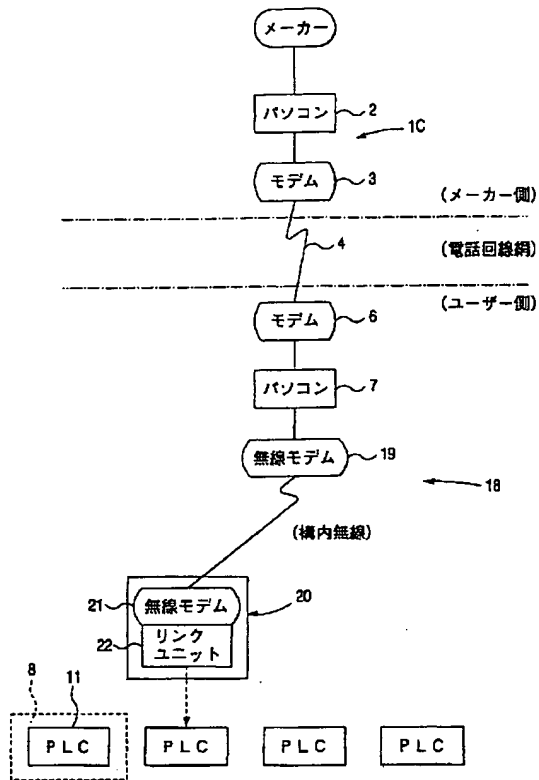 メーカー
パソコン 2
1C
モデム 3
(メーカー側)
4 (電話回線網)
(ユーザー側)
モデム 6
パソコン 7
無線モデム 19
18
(構内無線)
21 無線モデム 20
22 リンク
ユニット
8 11
PLC PLC PLC PLC